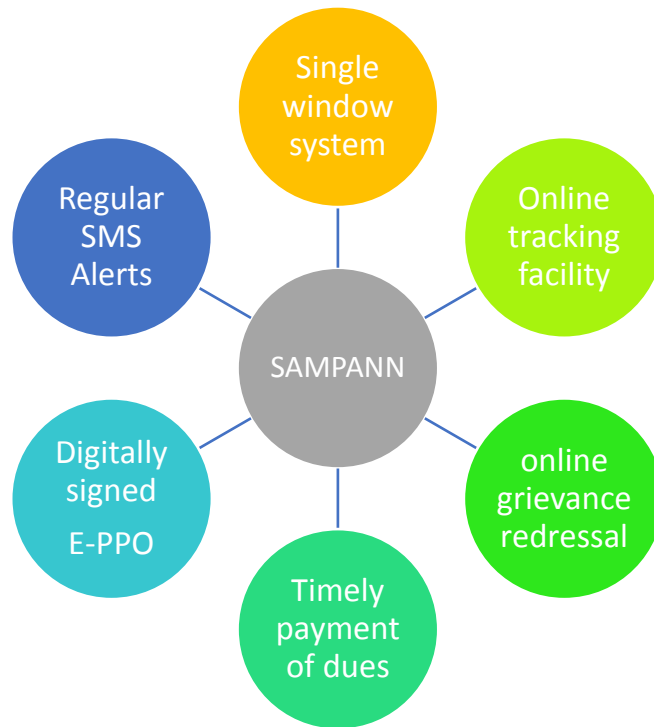 Single
window
system
Online
tracking
facility
online
grievance
redressal
Timely
payment
of dues
Digitally
signed
E-PPO
Regular
SMS
Alerts
SAMPANN